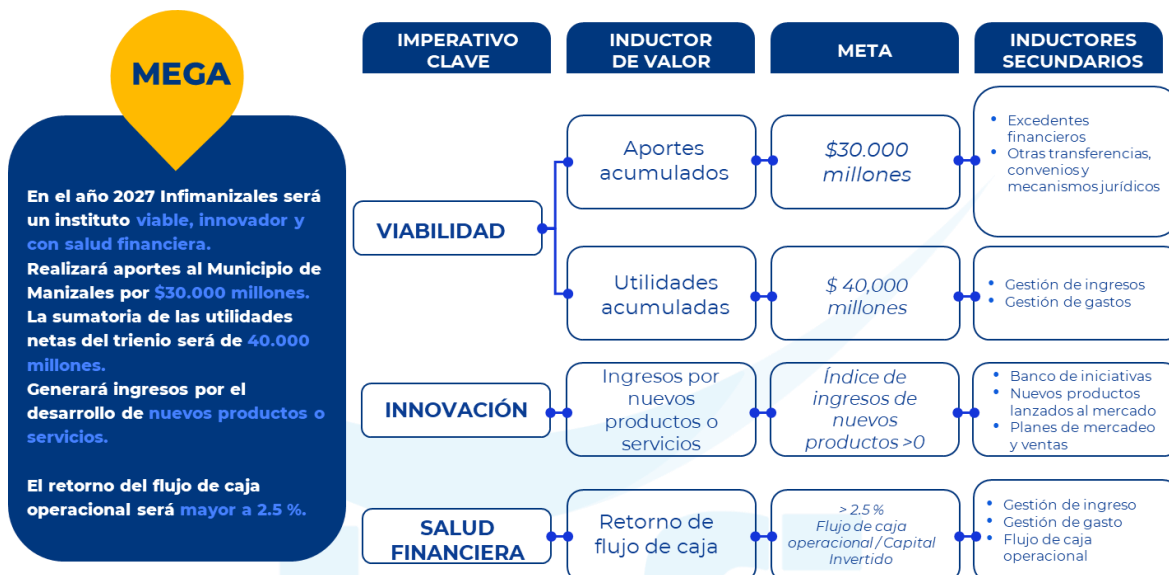 MEGA
En el año 2027 Infimanizales será
un instituto viable, innovador y
con salud financiera.
Realizará aportes al Municipio de
Manizales por $30.000 millones.
La sumatoria de las utilidades
netas del trienio será de 40.000
millones.
Generará ingresos por el
desarrollo de nuevos productos o
servicios.
El retorno del flujo de caja
operacional será mayor a 2.5 %.
IMPERATIVO
CLAVE
INDUCTOR
DE VALOR
META
INDUCTORES
SECUNDARIOS
VIABILIDAD
Aportes
acumulados
$30.000
millones
• Excedentes
financieros
• Otras transferencias,
convenios y
mecanismos jurídicos
Utilidades
acumuladas
$ 40,000
millones
• Gestión de ingresos
• Gestión de gastos
INNOVACIÓN
Ingresos por
nuevos
productos o
servicios
Índice de
ingresos de
nuevos
productos >0
• Banco de iniciativas
• Nuevos productos
lanzados al mercado
• Planes de mercadeo
y ventas
SALUD
FINANCIERA
Retorno de
flujo de caja
> 2.5 %
Flujo de caja
operacional / Capital
Invertido
• Gestión de ingreso
• Gestión de gasto
• Flujo de caja
operacional